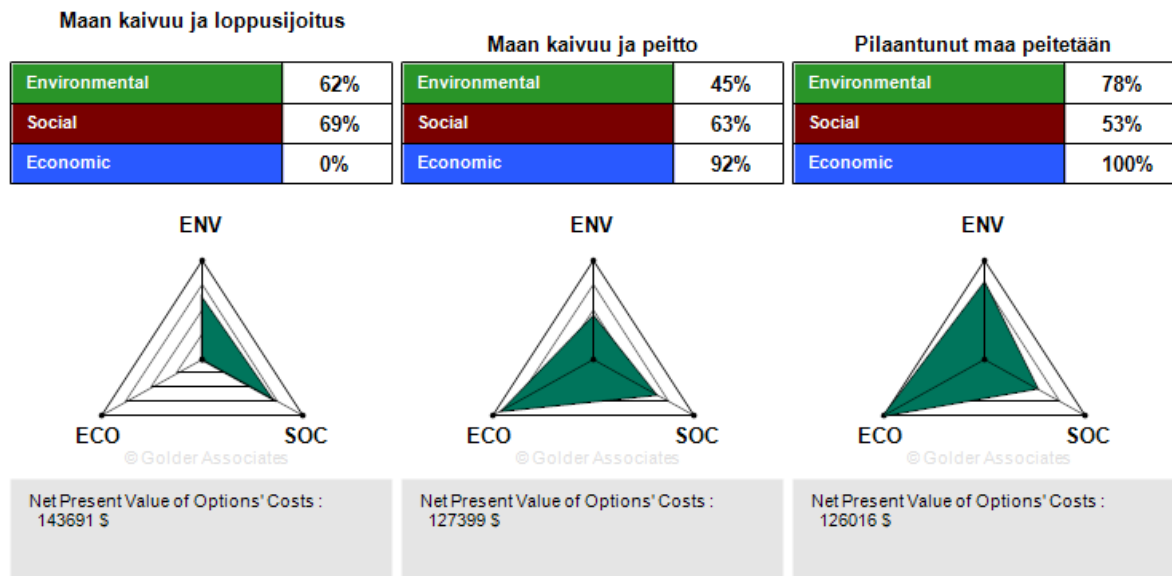 Maan kaivuu ja loppusijoitus
Environmental 62%
Social 69%
Economic 0%
ENV
ECO SOC
© Golder Associates
Net Present Value of Options' Costs :
143691 $
Maan kaivuu ja peitto
Environmental 45%
Social 63%
Economic 92%
ENV
ECO SOC
© Golder Associates
Net Present Value of Options' Costs :
127399 $
Pilaantunut maa peitetään
Environmental 78%
Social 53%
Economic 100%
ENV
ECO SOC
© Golder Associates
Net Present Value of Options' Costs :
126016 $